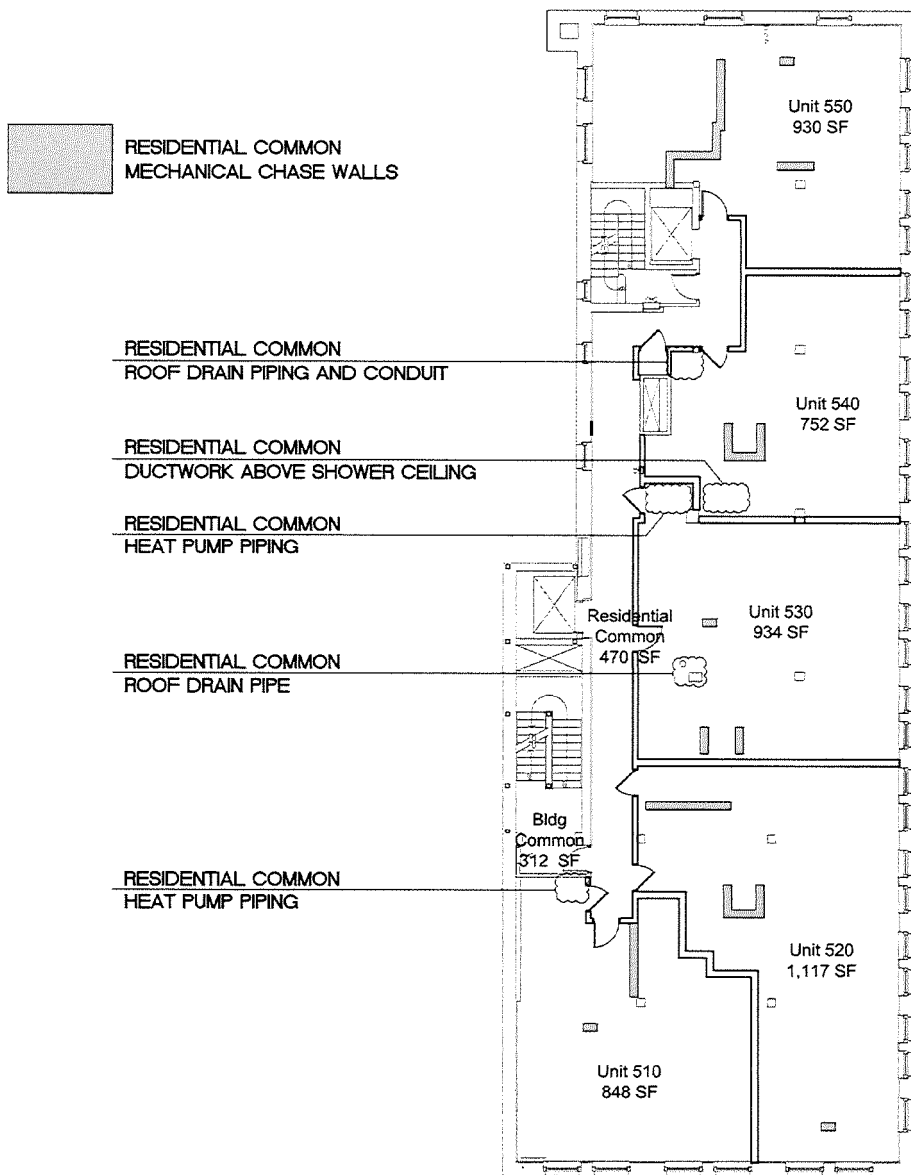 Unit 550
930 SF
RESIDENTIAL COMMON
MECHANICAL CHASE WALLS
RESIDENTIAL COMMON
ROOF DRAIN PIPING AND CONDUIT
Unit 540
752 SF
RESIDENTIAL COMMON
DUCTWORK ABOVE SHOWER CEILING
RESIDENTIAL COMMON
HEAT PUMP PIPING
Unit 530
934 SF
Residential
Common
470 SF
RESIDENTIAL COMMON
ROOF DRAIN PIPE
Bldg
Common
312 SF
RESIDENTIAL COMMON
HEAT PUMP PIPING
Unit 520
1,117 SF
Unit 510
848 SF